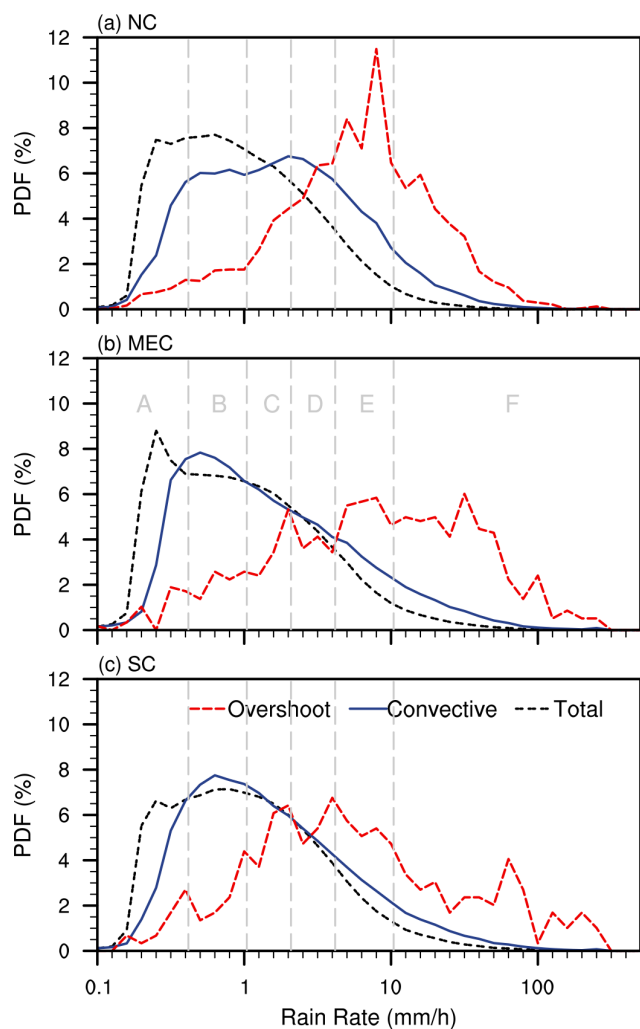 (a) NC
12
10
8
6
4
2
0
PDF (%)
(b) MEC
12
10
8
6
4
2
0
PDF (%)
A B C D E F
(c) SC
12
10
8
6
4
2
0
PDF (%)
Overshoot Convective Total
0.1 1 10 100
Rain Rate (mm/h)